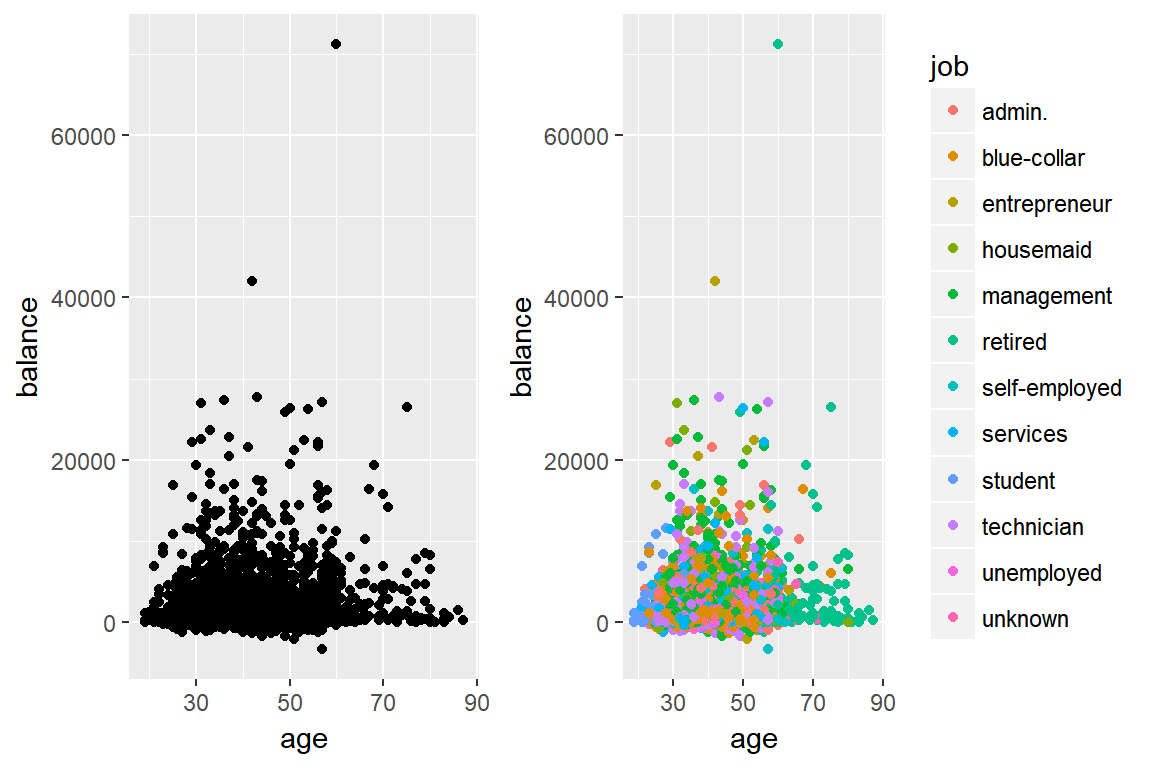 balance
60000
40000
20000
0
30 50 70 90
age
balance
60000
40000
20000
0
30 50 70 90
age
job
admin.
blue-collar
entrepreneur
housemaid
management
retired
self-employed
services
student
technician
unemployed
unknown